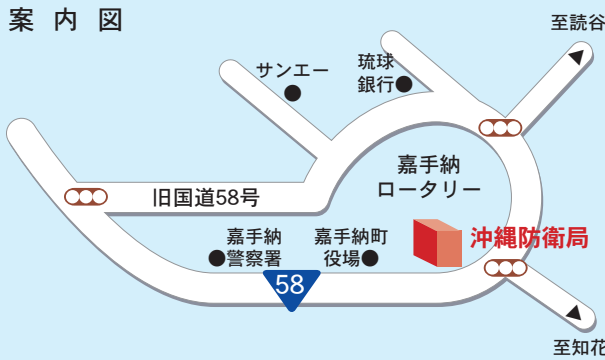 案内図
至読谷
サンエー
琉球
銀行
嘉手納
ロータリー
旧国道58号
嘉手納
警察署
嘉手納町
役場
沖縄防衛局
58
至知花